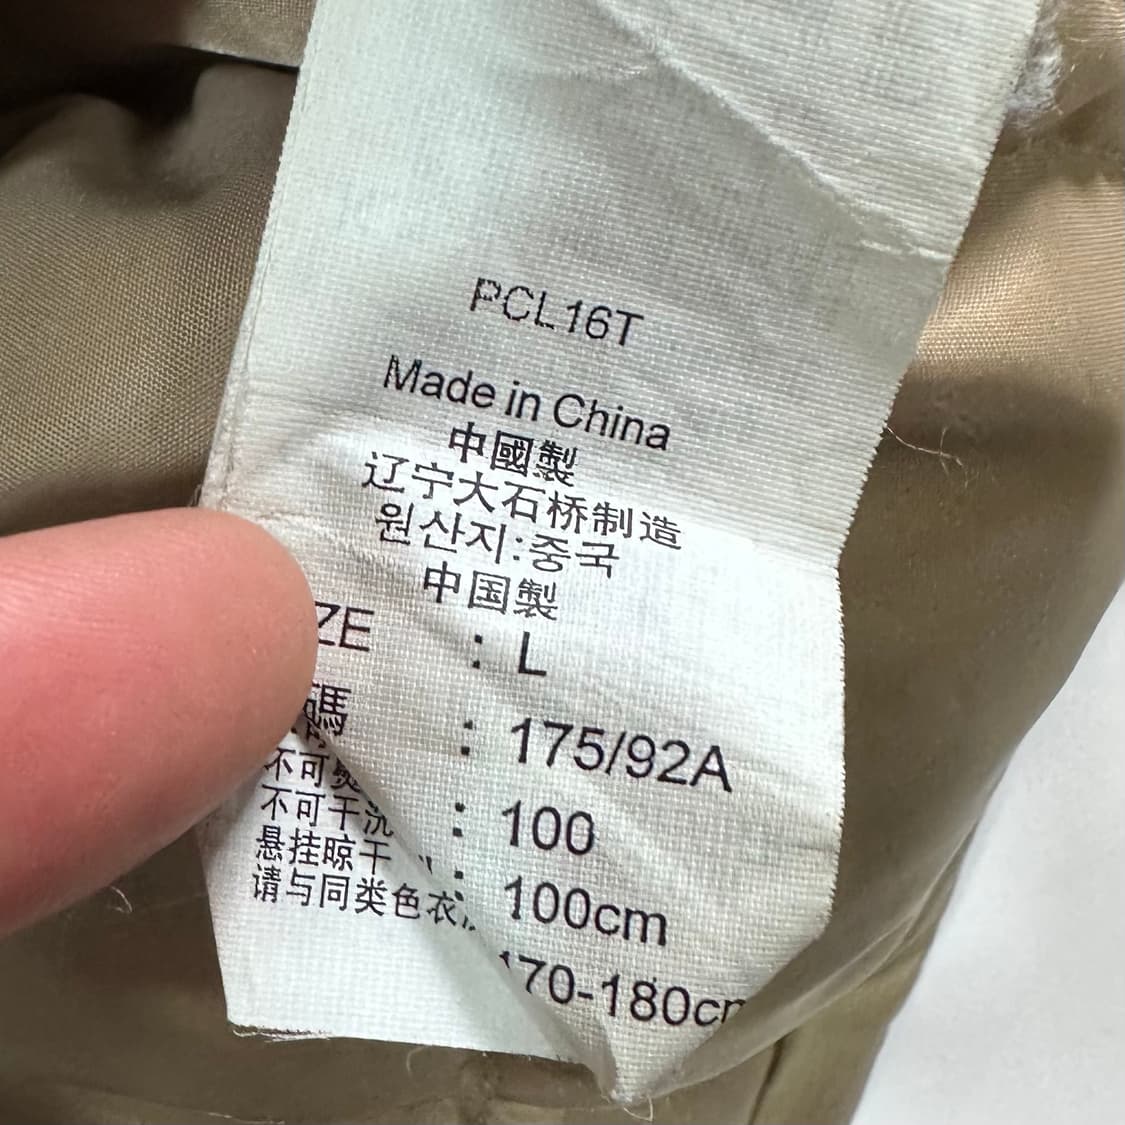 PCL16T
Made in China
中國製
辽宁大石桥制造
원산지:중국
中国製
ZE : L
碼 : 175/92A
: 100
: 100cm
170-180c
不可熨
不可干洗
悬挂晾干
请与同类色衣